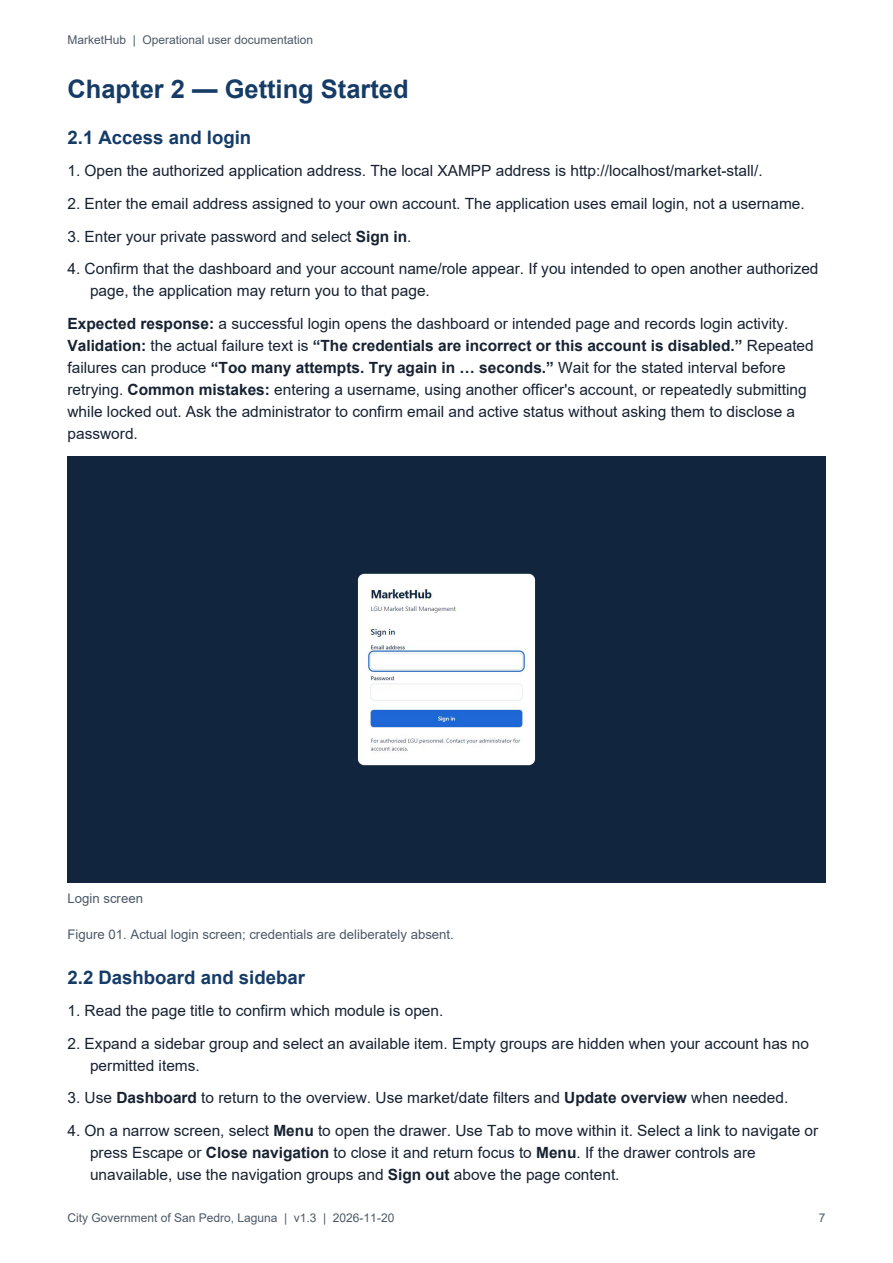 MarketHub | Operational user documentation
Chapter 2 — Getting Started
2.1 Access and login
1. Open the authorized application address. The local XAMPP address is http://localhost/market-stall/.
2. Enter the email address assigned to your own account. The application uses email login, not a username.
3. Enter your private password and select Sign in.
4. Confirm that the dashboard and your account name/role appear. If you intended to open another authorized
page, the application may return you to that page.
Expected response: a successful login opens the dashboard or intended page and records login activity.
Validation: the actual failure text is “The credentials are incorrect or this account is disabled.” Repeated
failures can produce “Too many attempts. Try again in … seconds.” Wait for the stated interval before
retrying. Common mistakes: entering a username, using another officer's account, or repeatedly submitting
while locked out. Ask the administrator to confirm email and active status without asking them to disclose a
password.
MarketHub
LGU Market Stall Management
Sign in
Email address
Password
Sign in
For authorized LGU personnel. Contact your administrator for
account access.
Login screen
Figure 01. Actual login screen; credentials are deliberately absent.
2.2 Dashboard and sidebar
1. Read the page title to confirm which module is open.
2. Expand a sidebar group and select an available item. Empty groups are hidden when your account has no
permitted items.
3. Use Dashboard to return to the overview. Use market/date filters and Update overview when needed.
4. On a narrow screen, select Menu to open the drawer. Use Tab to move within it. Select a link to navigate or
press Escape or Close navigation to close it and return focus to Menu. If the drawer controls are
unavailable, use the navigation groups and Sign out above the page content.
City Government of San Pedro, Laguna | v1.3 | 2026-11-20
7